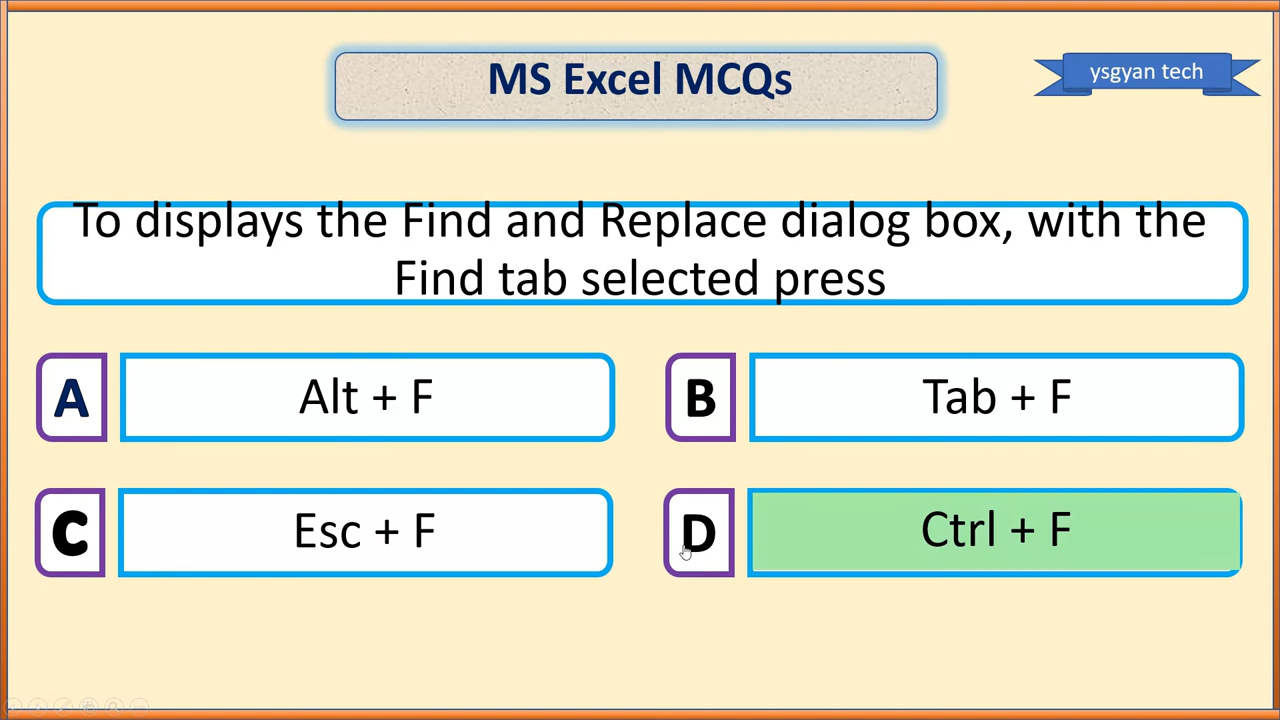 MS Excel MCQs
ysgyan tech
To displays the Find and Replace dialog box, with the
Find tab selected press
A
Alt + F
B
Tab + F
C
Esc + F
D
Ctrl + F